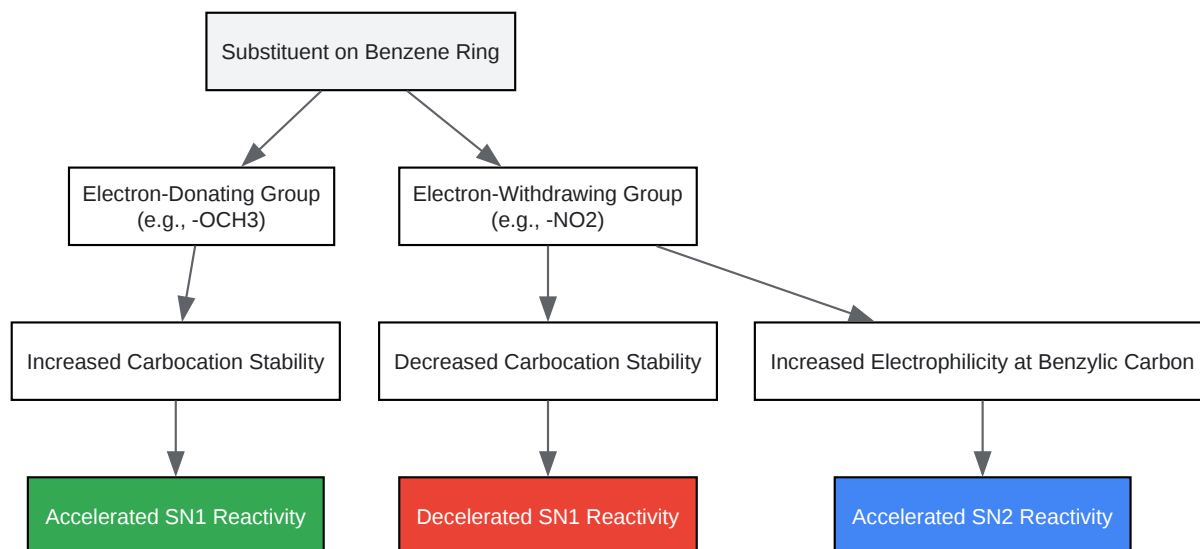 Substituent on Benzene Ring
Electron-Donating Group
(e.g., -OCH3)
Electron-Withdrawing Group
(e.g., -NO2)
Increased Carbocation Stability
Decreased Carbocation Stability
Increased Electrophilicity at Benzylic Carbon
Accelerated SN1 Reactivity
Decelerated SN1 Reactivity
Accelerated SN2 Reactivity